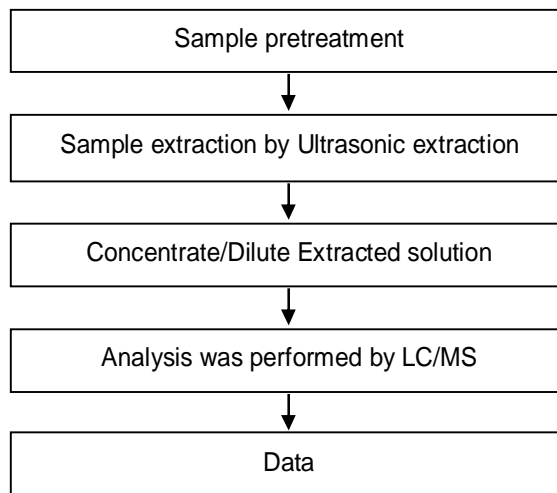 Sample pretreatment
Sample extraction by Ultrasonic extraction
Concentrate/Dilute Extracted solution
Analysis was performed by LC/MS
Data